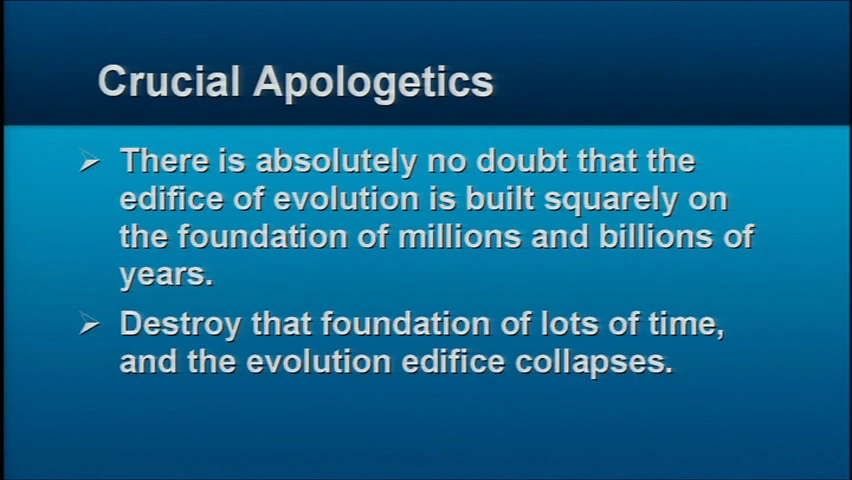 Crucial Apologetics
➢ There is absolutely no doubt that the
edifice of evolution is built squarely on
the foundation of millions and billions of
years.
➢ Destroy that foundation of lots of time,
and the evolution edifice collapses.